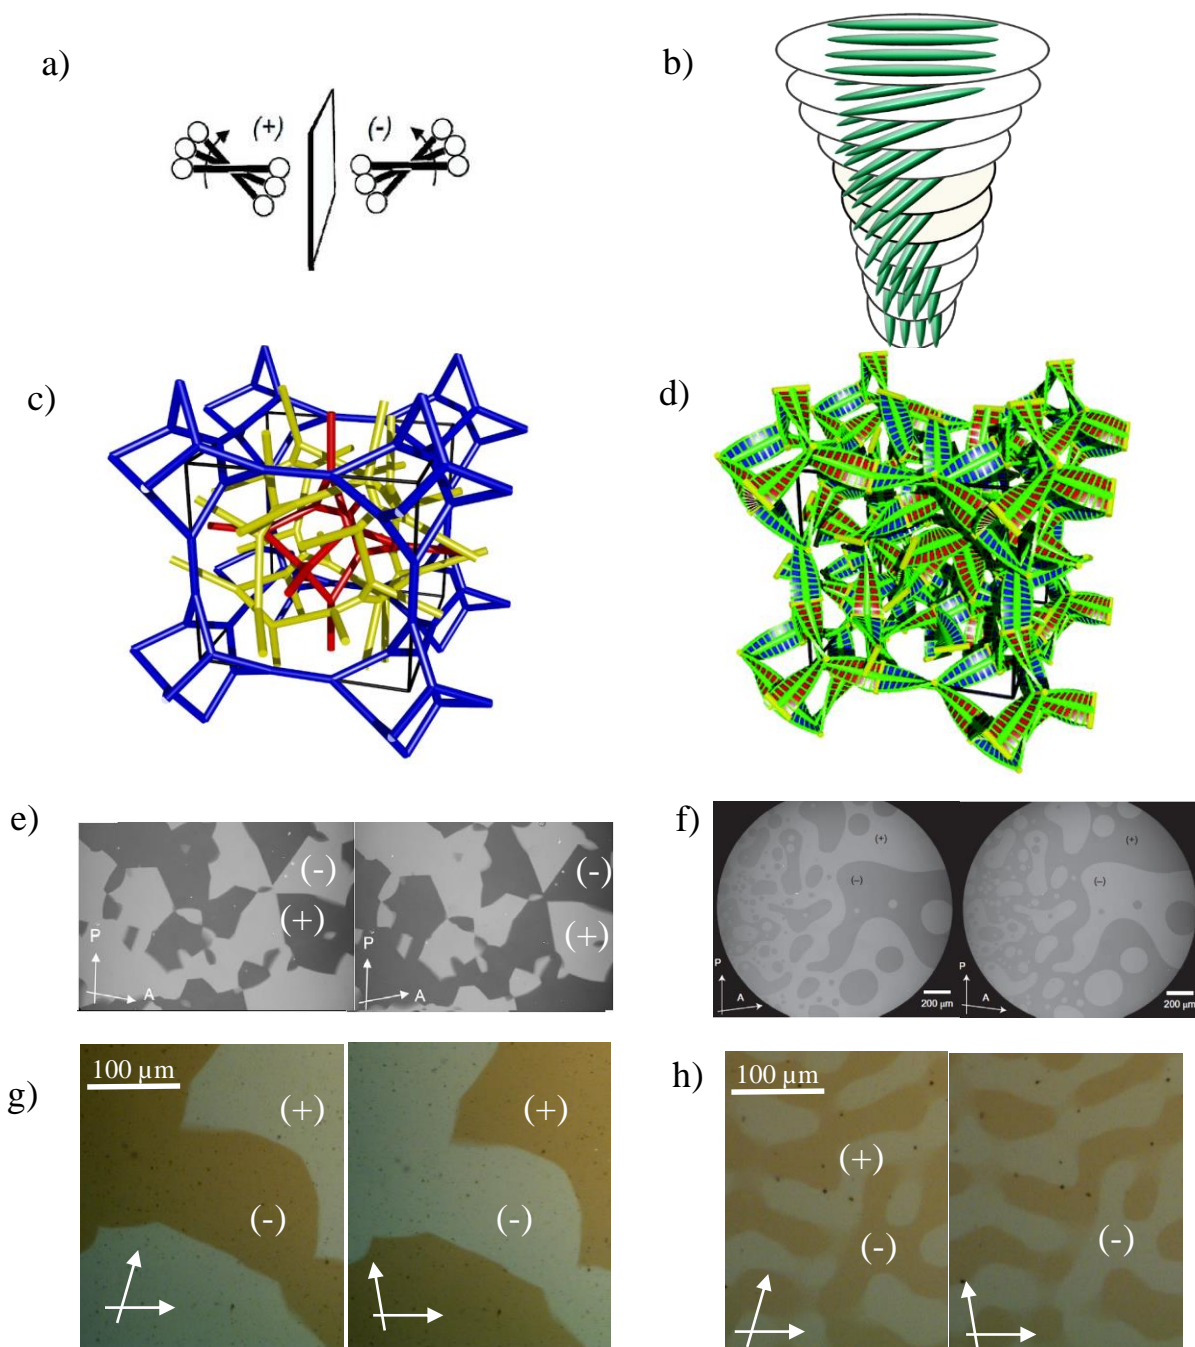 a)
(+)
(-)
b)
c)
d)
e)
(-)
(+)
P
A
(-)
(+)
P
A
f)
(+)
(–)
P
A
200 μm
(+)
(–)
P
A
200 μm
g)
100 μm
(+)
(-)
(+)
(-)
h)
100 μm
(+)
(-)
(-)